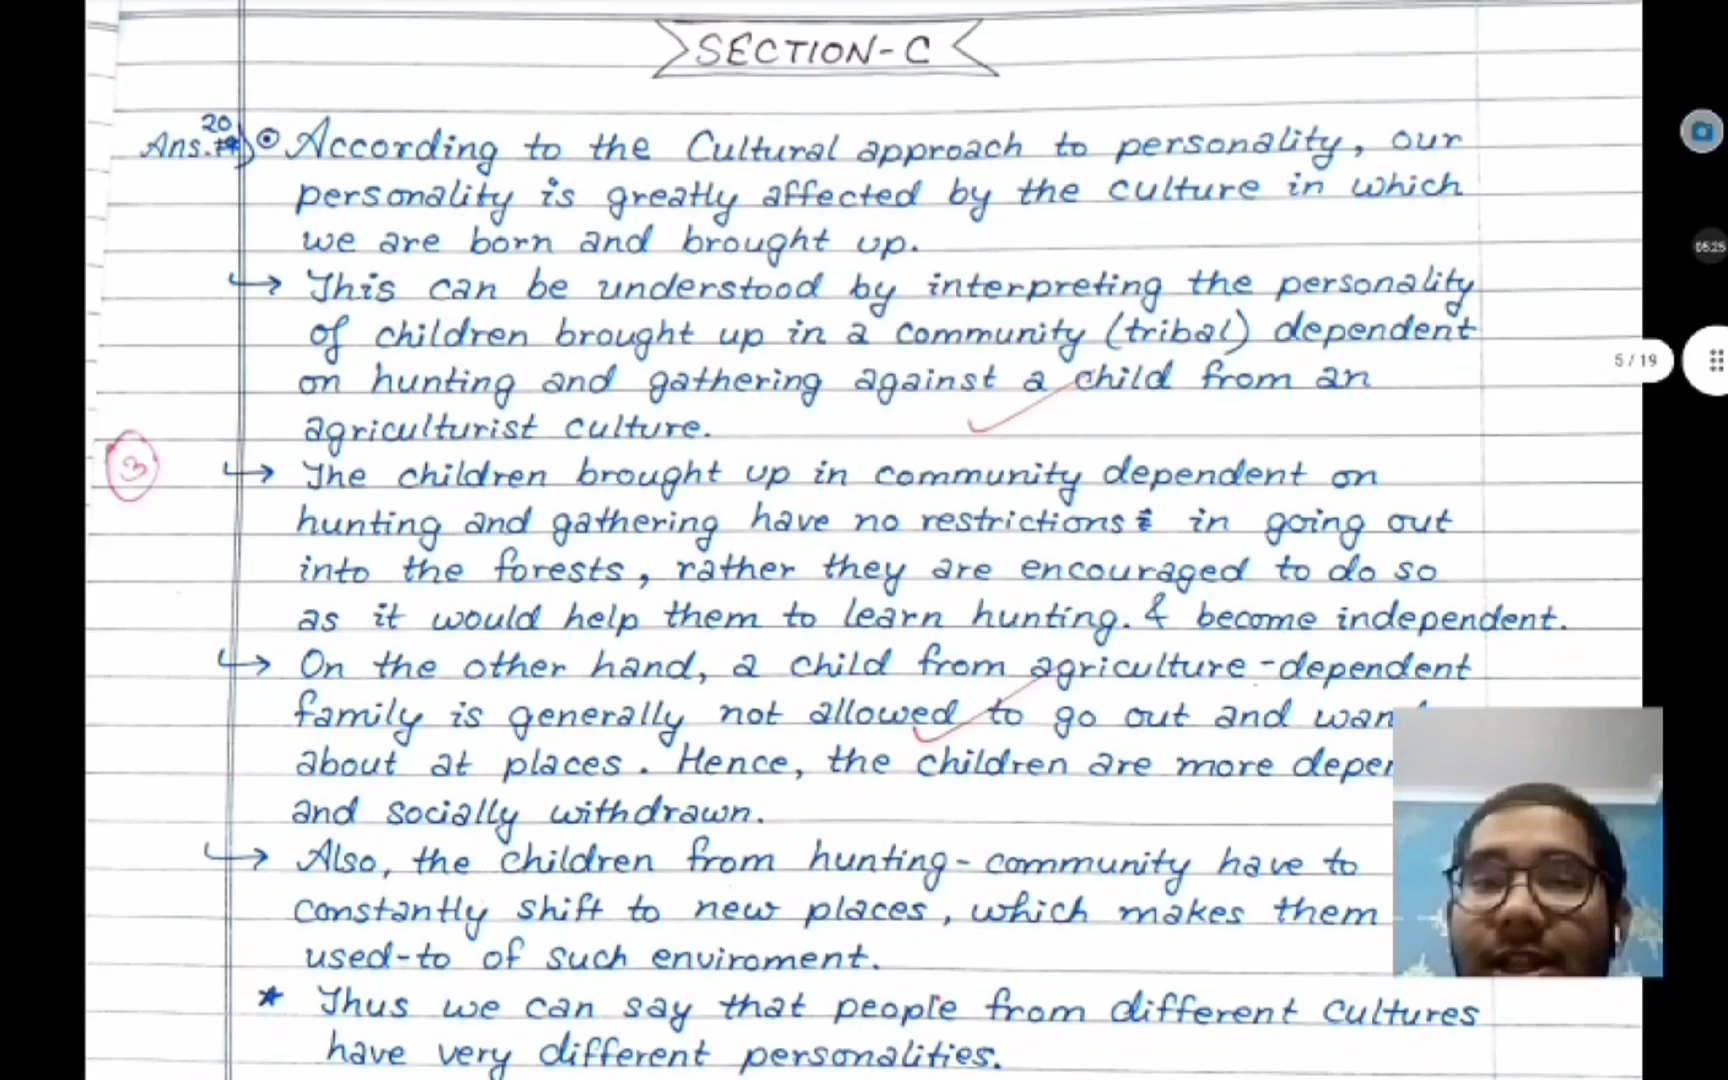 SECTION-C
20
Ans.19) According to the Cultural approach to personality, our
personality is greatly affected by the culture in which
we are born and brought up.
↳ This can be understood by interpreting the personality
of children brought up in a community (tribal) dependent
on hunting and gathering against a child from an
agriculturist culture.
3
↳ The children brought up in community dependent on
hunting and gathering have no restrictions in going out
into the forests, rather they are encouraged to do so
as it would help them to learn hunting. & become independent.
↳ On the other hand, a child from agriculture-dependent
family is generally not allowed to go out and
about at places. Hence, the children are more
and socially withdrawn.
↳ Also, the children from hunting-community have to
constantly shift to new places, which makes them
used-to of such enviroment.
* Thus we can say that people from different cultures
have very different personalities.
5/19
05:25